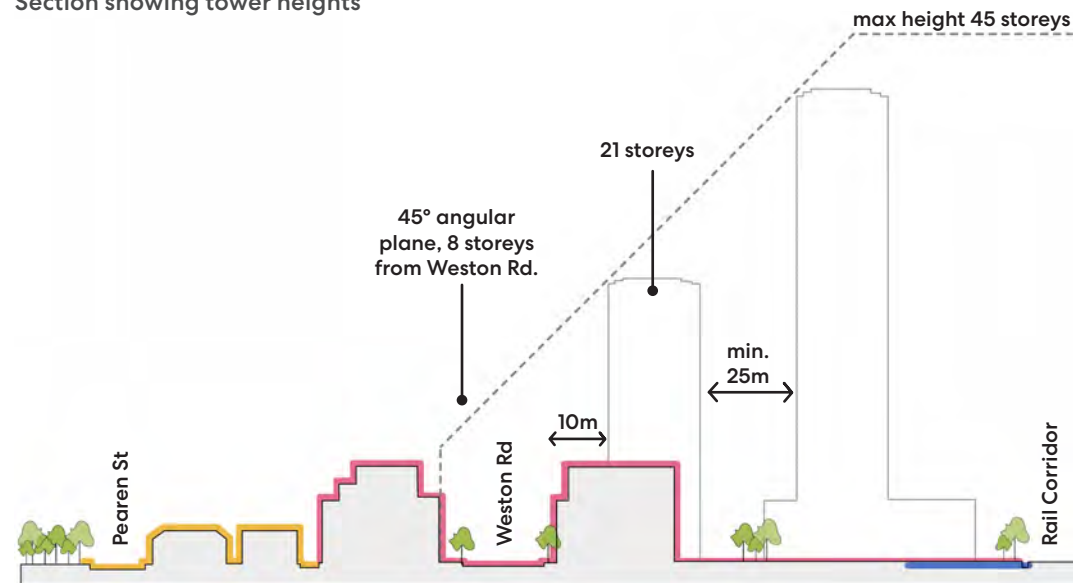 Section showing tower heights
max height 45 storeys
21 storeys
45° angular
plane, 8 storeys
from Weston Rd.
min.
25m
10m
Pearen St
Weston Rd
Rail Corridor